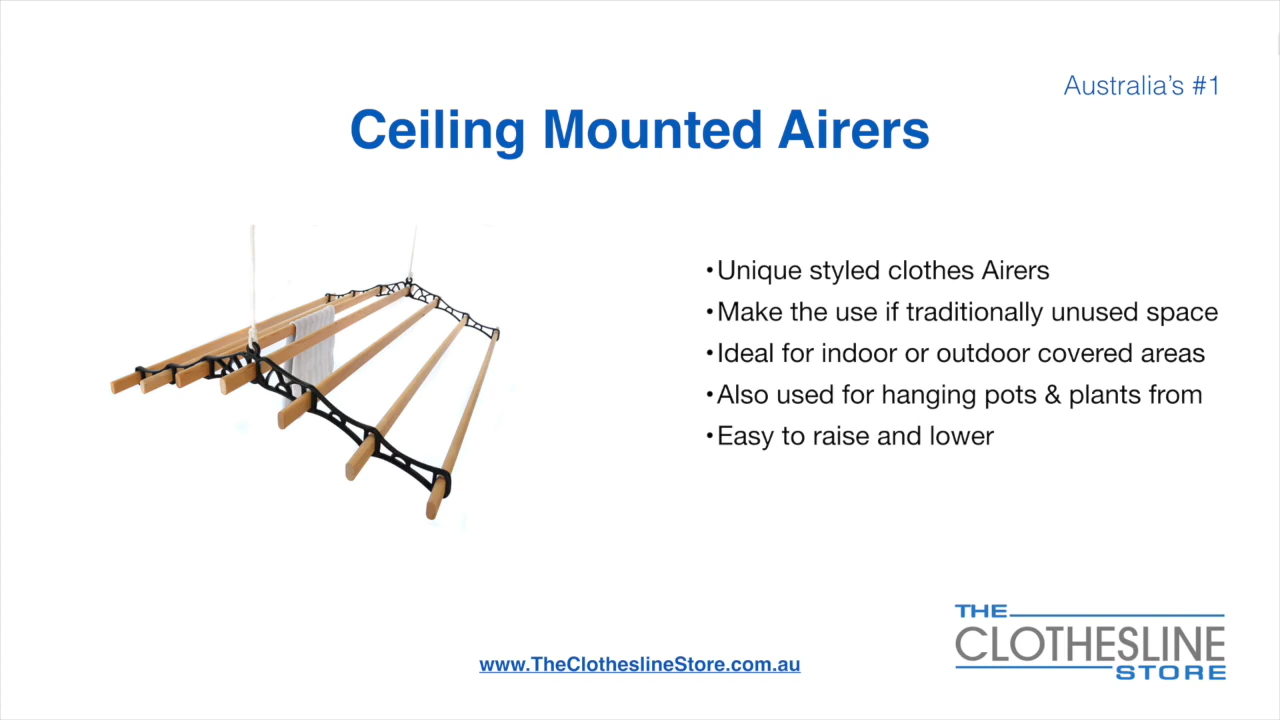 Australia's #1
Ceiling Mounted Airers
•Unique styled clothes Airers
•Make the use if traditionally unused space
•Ideal for indoor or outdoor covered areas
•Also used for hanging pots & plants from
•Easy to raise and lower
THE
CLOTHESLINE
STORE
www.TheClotheslineStore.com.au